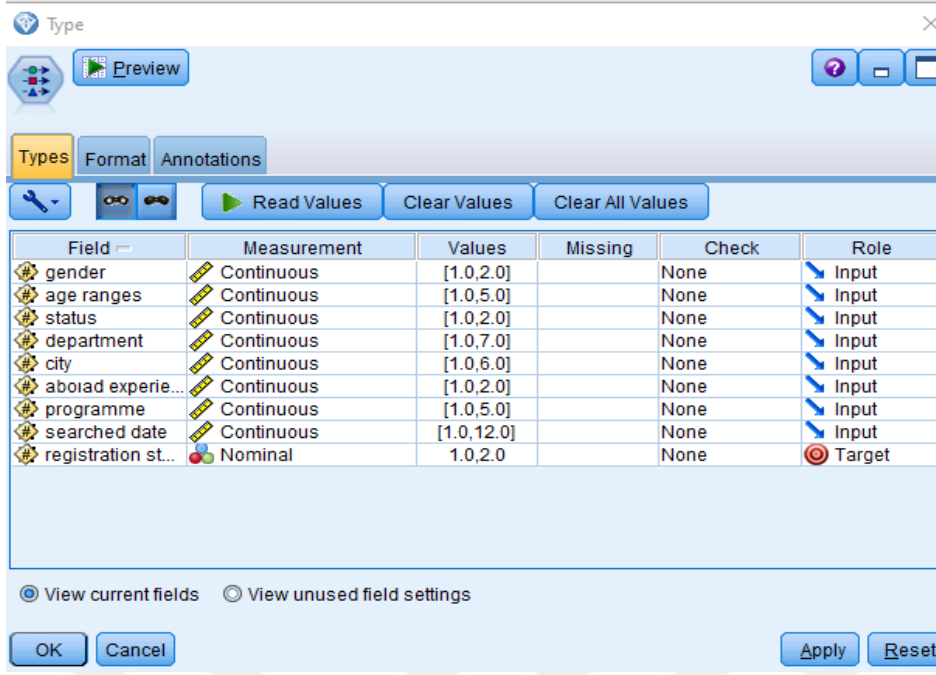 Type
Preview
Types Format Annotations
Read Values Clear Values Clear All Values
Field Measurement Values Missing Check Role
gender Continuous [1.0,2.0] None Input
age ranges Continuous [1.0,5.0] None Input
status Continuous [1.0,2.0] None Input
department Continuous [1.0,7.0] None Input
city Continuous [1.0,6.0] None Input
aboıad experie... Continuous [1.0,2.0] None Input
programme Continuous [1.0,5.0] None Input
searched date Continuous [1.0,12.0] None Input
registration st... Nominal 1.0,2.0 None Target
View current fields View unused field settings
OK Cancel Apply Reset